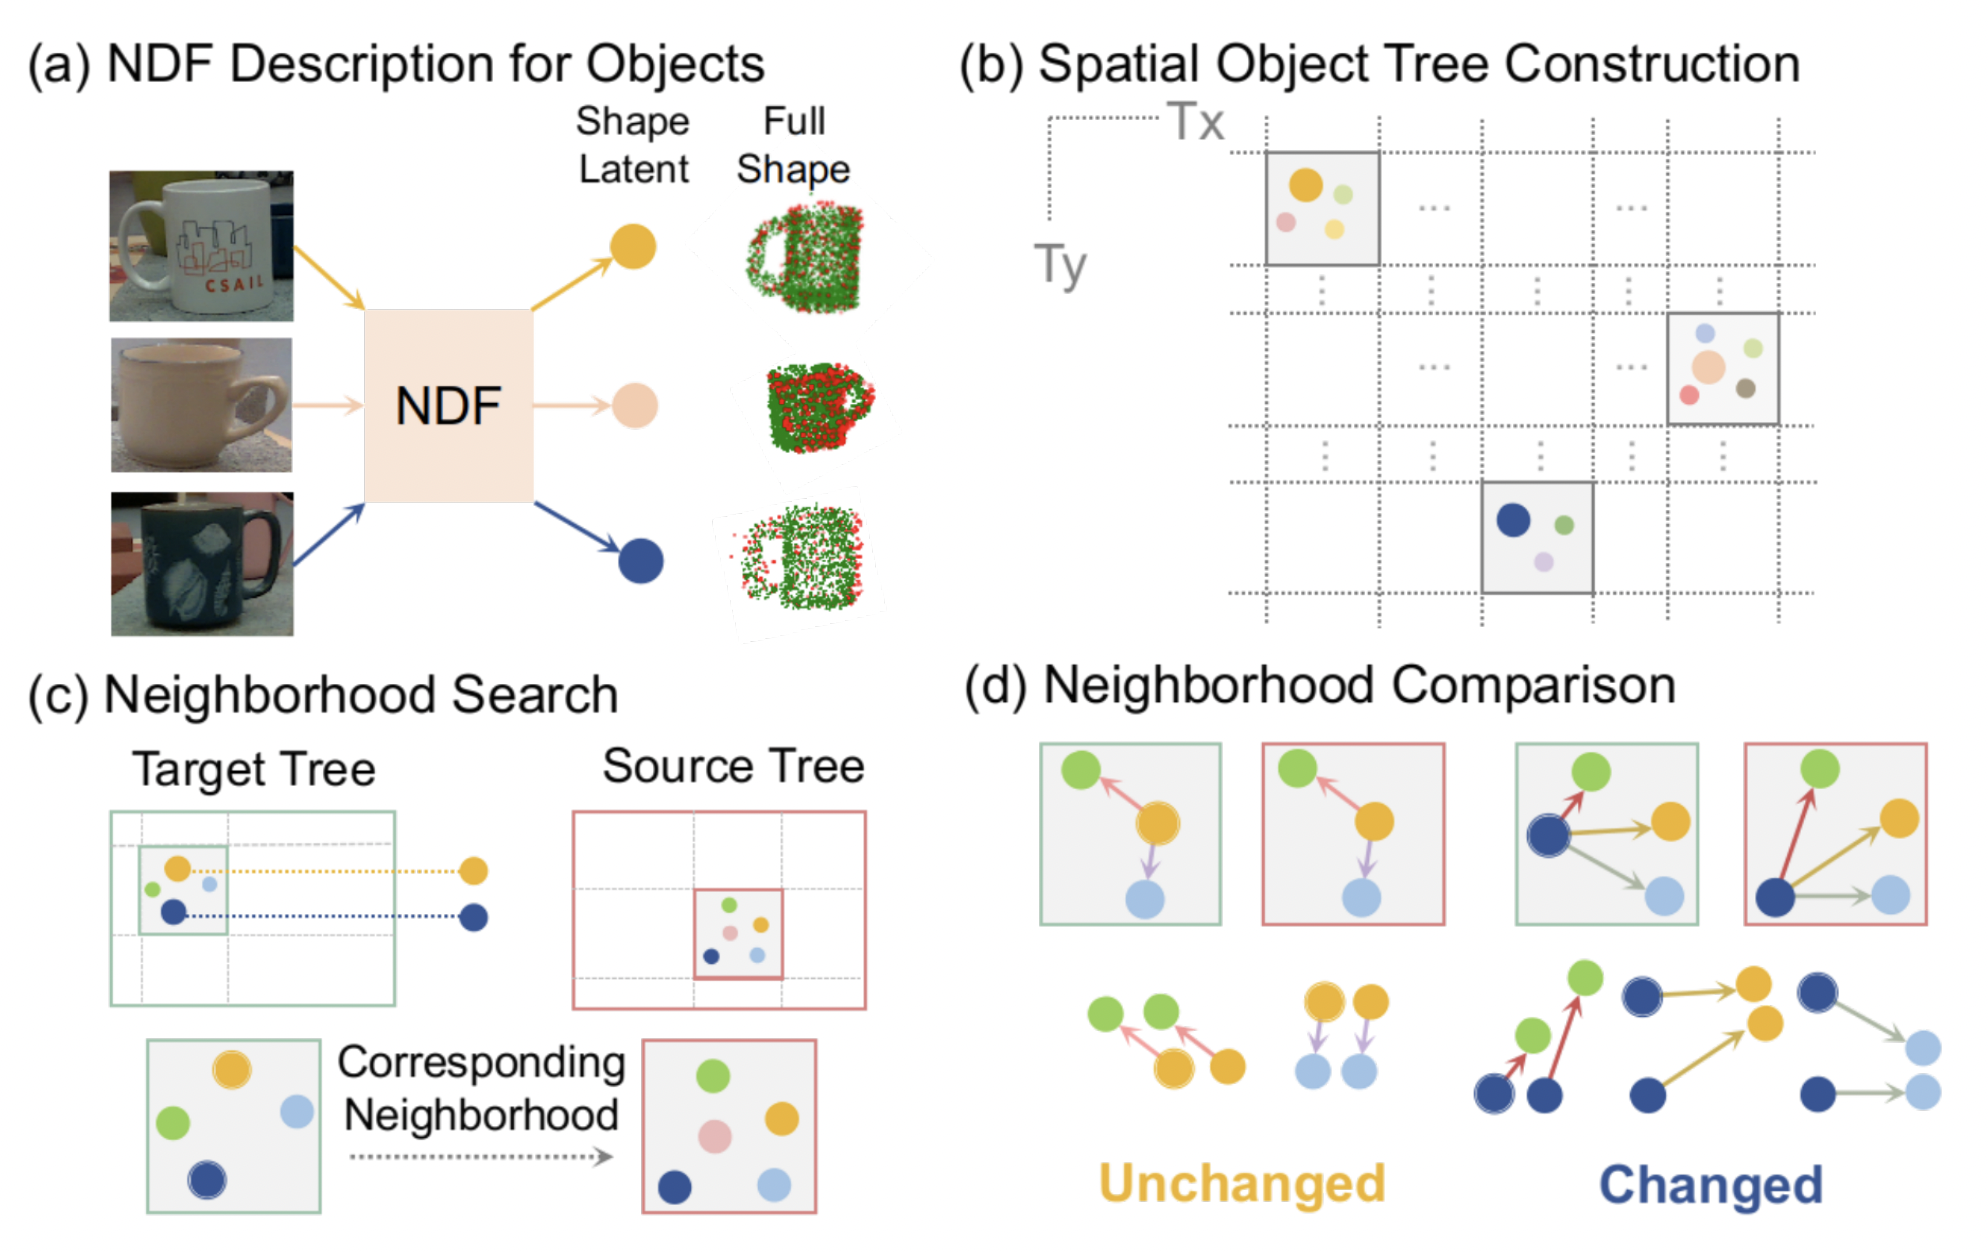 (a) NDF Description for Objects
Shape
Latent
Full
Shape
CSAIL
NDF
(b) Spatial Object Tree Construction
Tx
Ty
(c) Neighborhood Search
Target Tree
Source Tree
Corresponding
Neighborhood
(d) Neighborhood Comparison
Unchanged
Changed